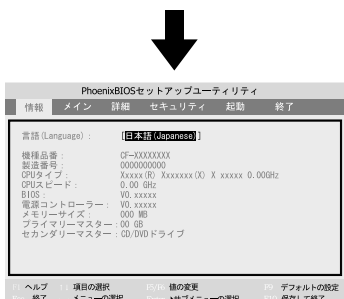 PhoenixBIOSセットアップユーティリティ
情報 メイン 詳細 セキュリティ 起動 終了
言語(Language) : [日本語(Japanese)]
機種品番 : CF-XXXXXXXX
製造番号 : 0000000000
CPUタイプ : Xxxxx(R) Xxxxxxx(X) X xxxxx 0.00GHz
CPUスピード : 0.00 GHz
BIOS : V0.xxxxx
電源コントローラー : V0.xxxxx
メモリーサイズ : 000 MB
プライマリーマスター : 00 GB
セカンダリーマスター : CD/DVDドライブ
F1 ヘルプ ↑↓ 項目の選択 F5/F6 値の変更 F9 デフォルトの設定
終了 メニューの選択 Enter ▶サブメニューの選択 F10 保存して終了